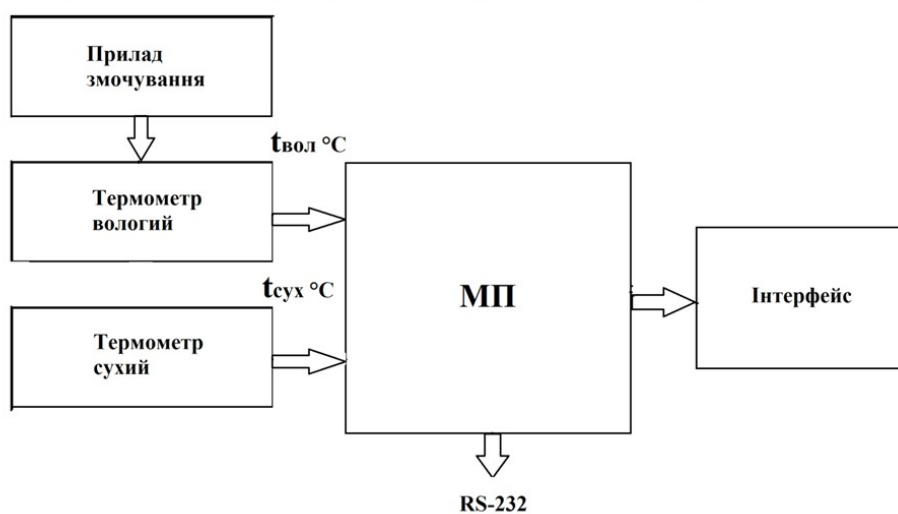 Прилад
змочування
tвол °C
Термометр
вологий
МП
Інтерфейс
tсух °C
Термометр
сухий
RS-232